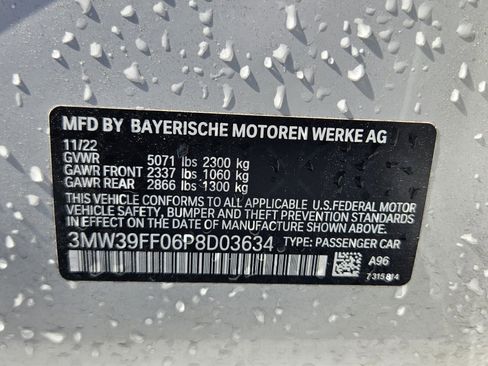 MFD BY BAYERISCHE MOTOREN WERKE AG
11/22
GVWR 5071 lbs 2300 kg
GAWR FRONT 2337 lbs 1060 kg
GAWR REAR 2866 lbs 1300 kg
THIS VEHICLE CONFORMS TO ALL APPLICABLE U.S. FEDERAL MOTOR
VEHICLE SAFETY, BUMPER AND THEFT PREVENTION STANDARDS
IN EFFECT ON THE DATE OF MANUFACTURE SHOWN ABOVE.
3MW39FF06P8D03634 TYPE: PASSENGER CAR
A96